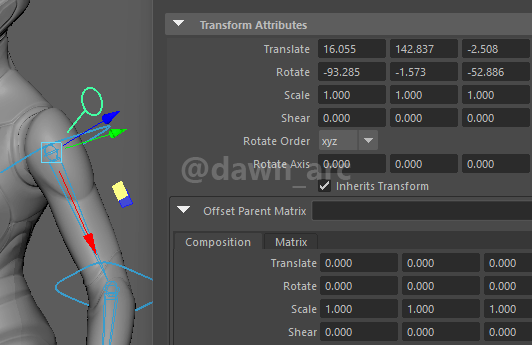 Transform Attributes
Translate 16.055 142.837 -2.508
Rotate -93.285 -1.573 -52.886
Scale 1.000 1.000 1.000
Shear 0.000 0.000 0.000
Rotate Order xyz
@dawn_arc
Rotate Axis 0.000 0.000 0.000
Inherits Transform
Offset Parent Matrix
Composition Matrix
Translate 0.000 0.000 0.000
Rotate 0.000 0.000 0.000
Scale 1.000 1.000 1.000
Shear 0.000 0.000 0.000